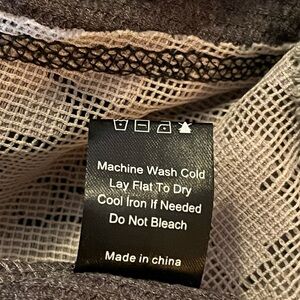 Machine Wash Cold
Lay Flat To Dry
Cool Iron If Needed
Do Not Bleach
Made in china